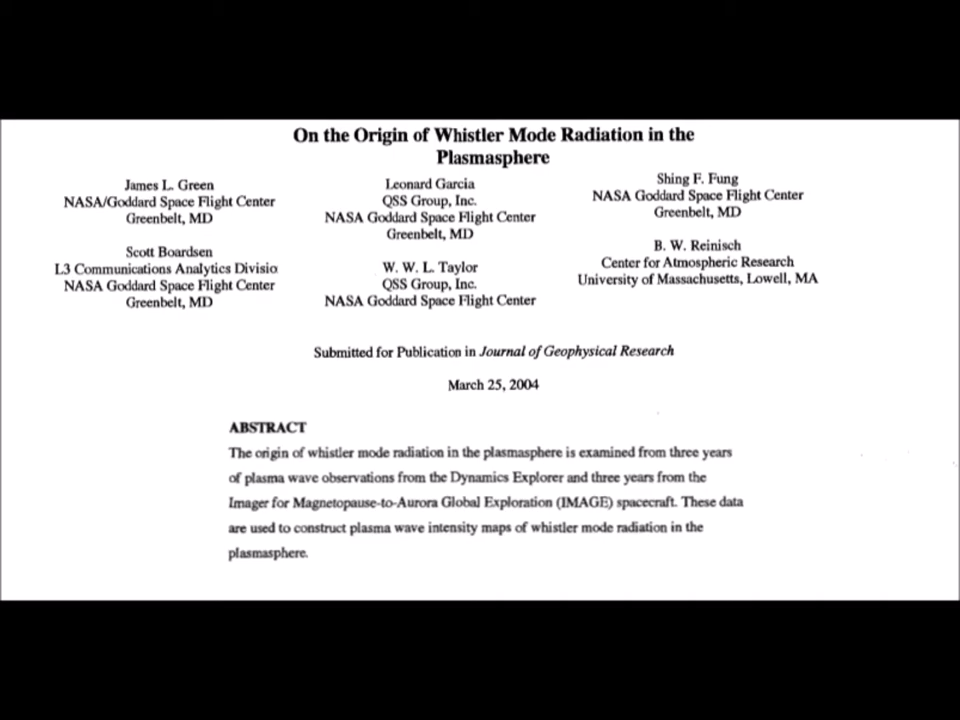 On the Origin of Whistler Mode Radiation in the
Plasmasphere
James L. Green
NASA/Goddard Space Flight Center
Greenbelt, MD
Scott Boardsen
L3 Communications Analytics Divisio
NASA Goddard Space Flight Center
Greenbelt, MD
Leonard Garcia
QSS Group, Inc.
NASA Goddard Space Flight Center
Greenbelt, MD
W. W. L. Taylor
QSS Group, Inc.
NASA Goddard Space Flight Center
Shing F. Fung
NASA Goddard Space Flight Center
Greenbelt, MD
B. W. Reinisch
Center for Atmospheric Research
University of Massachusetts, Lowell, MA
Submitted for Publication in Journal of Geophysical Research
March 25, 2004
ABSTRACT
The origin of whistler mode radiation in the plasmasphere is examined from three years
of plasma wave observations from the Dynamics Explorer and three years from the
Imager for Magnetopause-to-Aurora Global Exploration (IMAGE) spacecraft. These data
are used to construct plasma wave intensity maps of whistler mode radiation in the
plasmasphere.